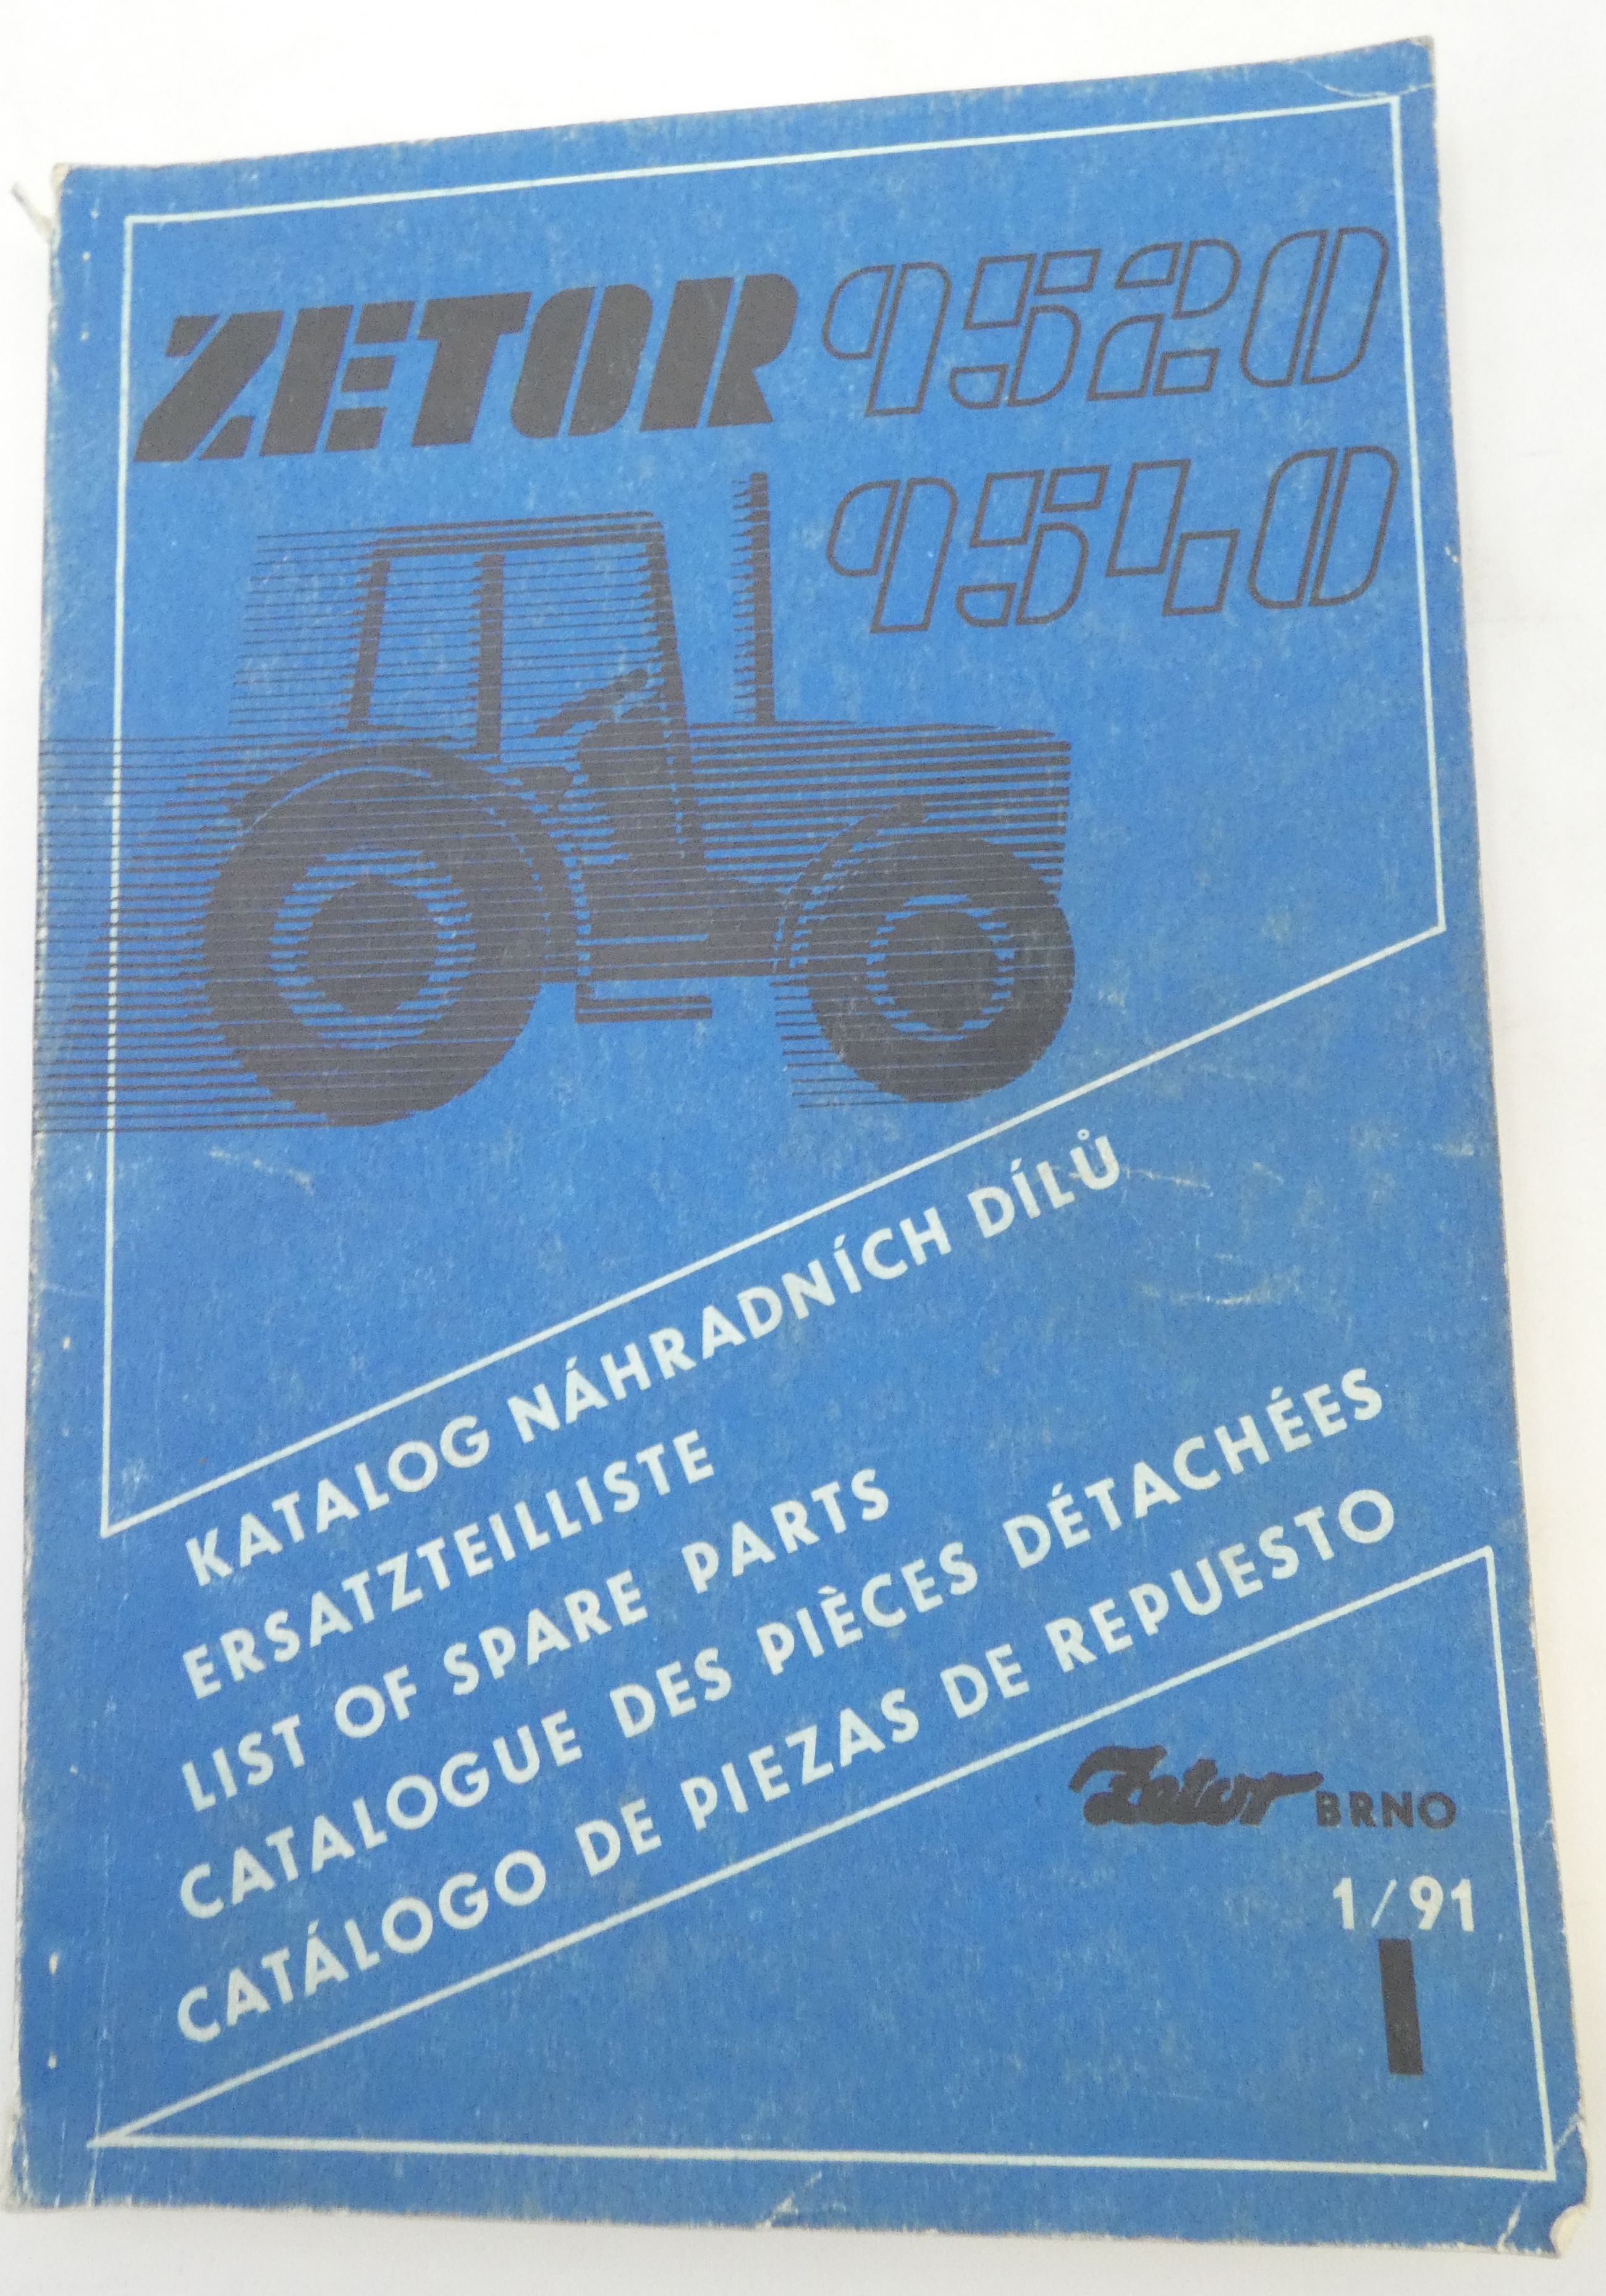 ZETOR 9520
9540
KATALOG NÁHRADNÍCH DÍLŮ
ERSATZTEILLISTE
LIST OF SPARE PARTS
CATALOGUE DES PIÈCES DÉTACHÉES
CATÁLOGO DE PIEZAS DE REPUESTO
Zetor BRNO
1/91
I